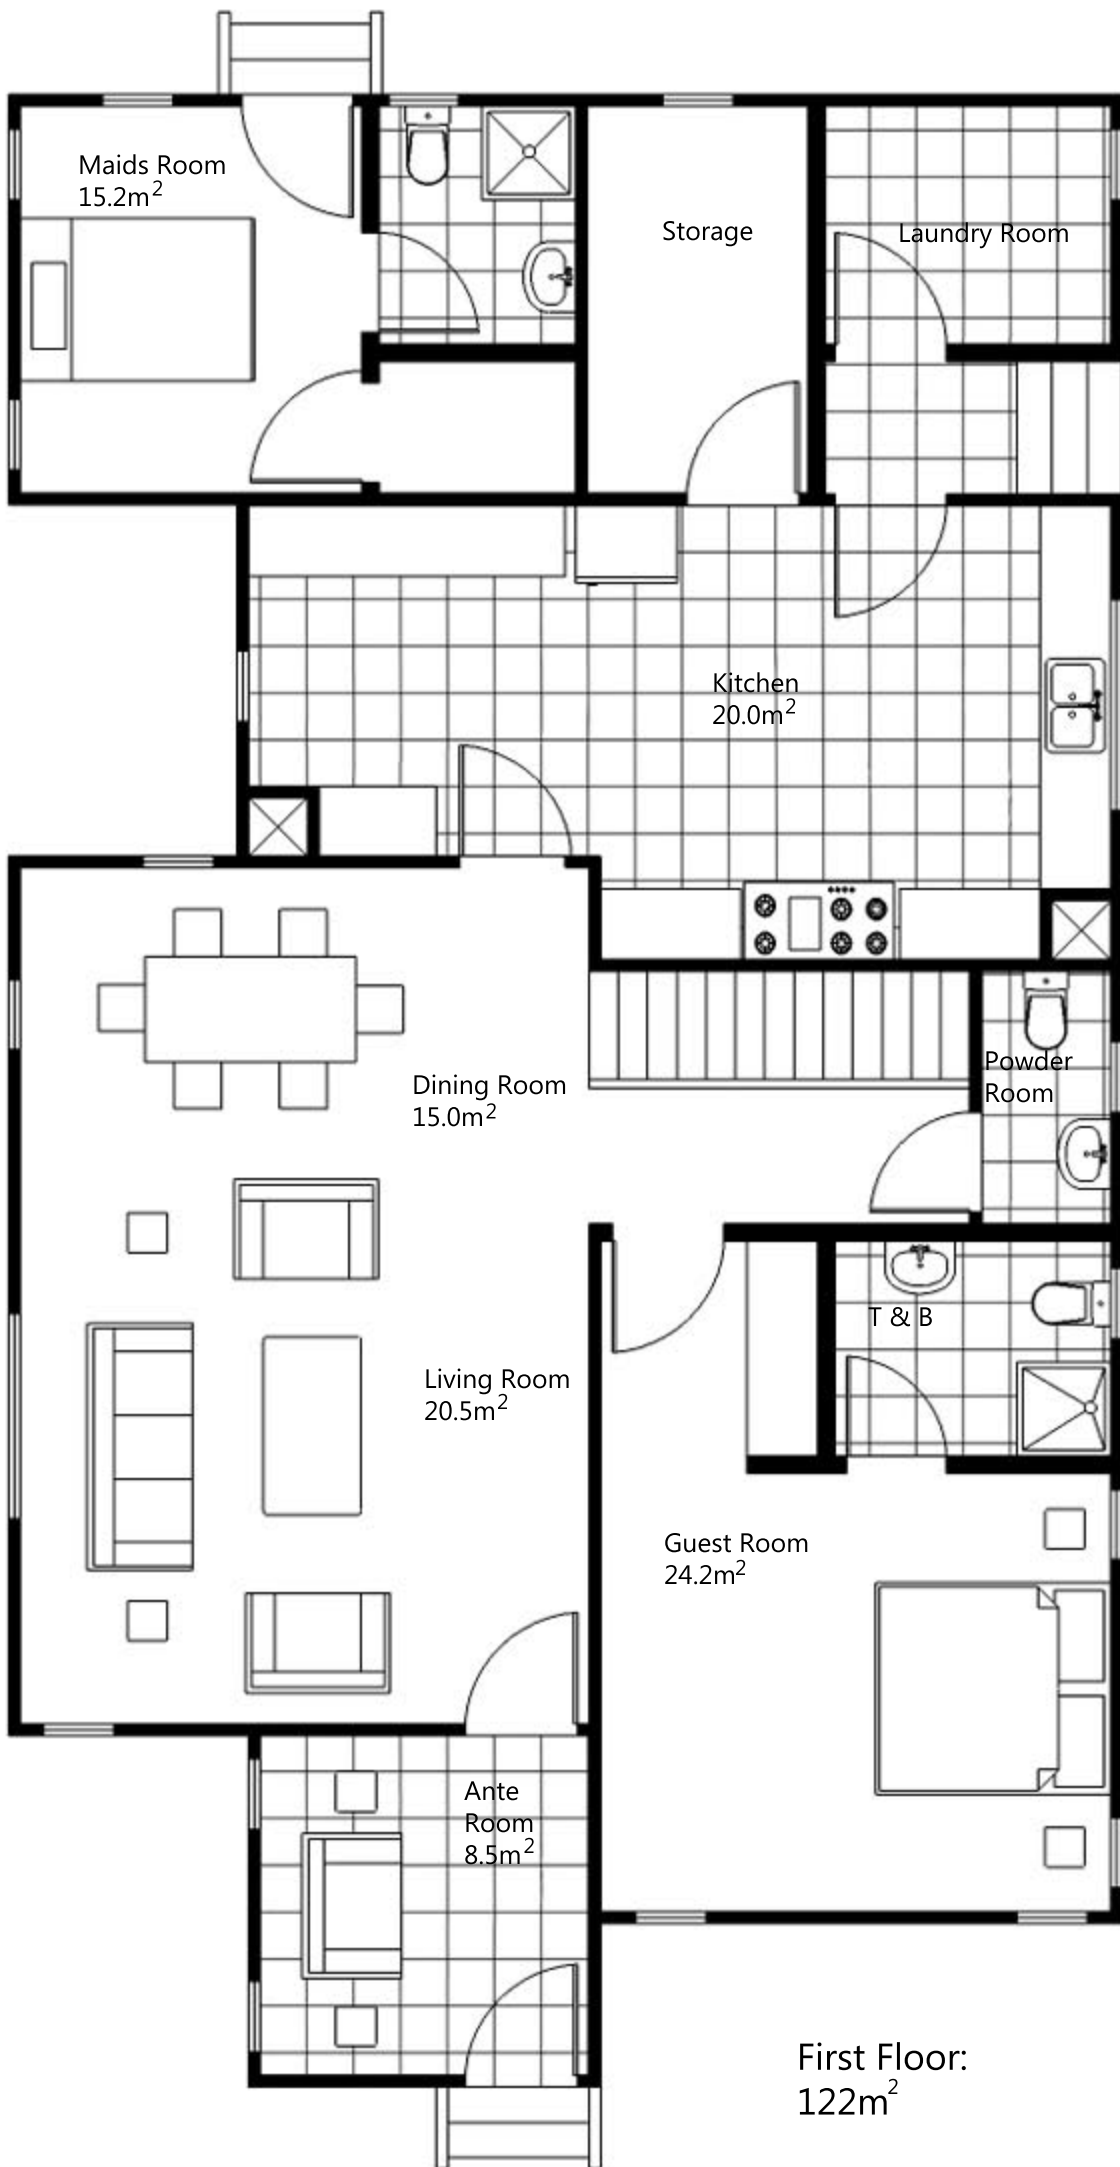 Maids Room
15.2m²
Storage
Laundry Room
Kitchen
20.0m²
Powder
Room
Dining Room
15.0m²
T & B
Living Room
20.5m²
Guest Room
24.2m²
Ante
Room
8.5m²
First Floor:
122m²